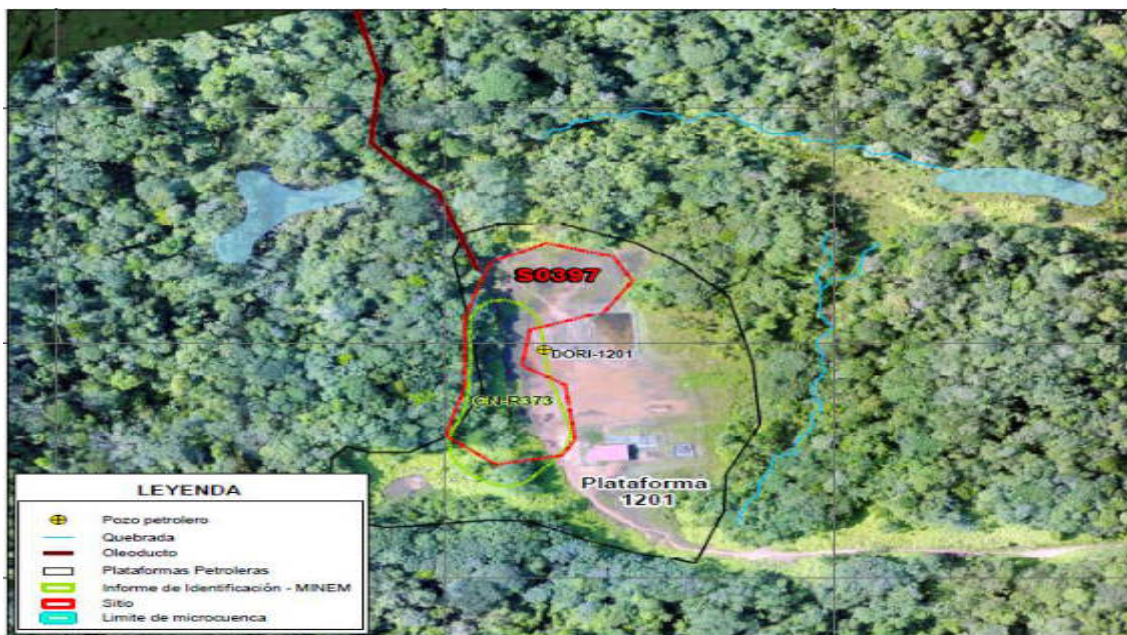 S0397
DORI-1201
CN-R373
Plataforma
1201
LEYENDA
Pozo petrolero
Quebrada
Oleoducto
Plataformas Petroleras
Informe de Identificación - MINEM
Sitio
Limite de microcuenca